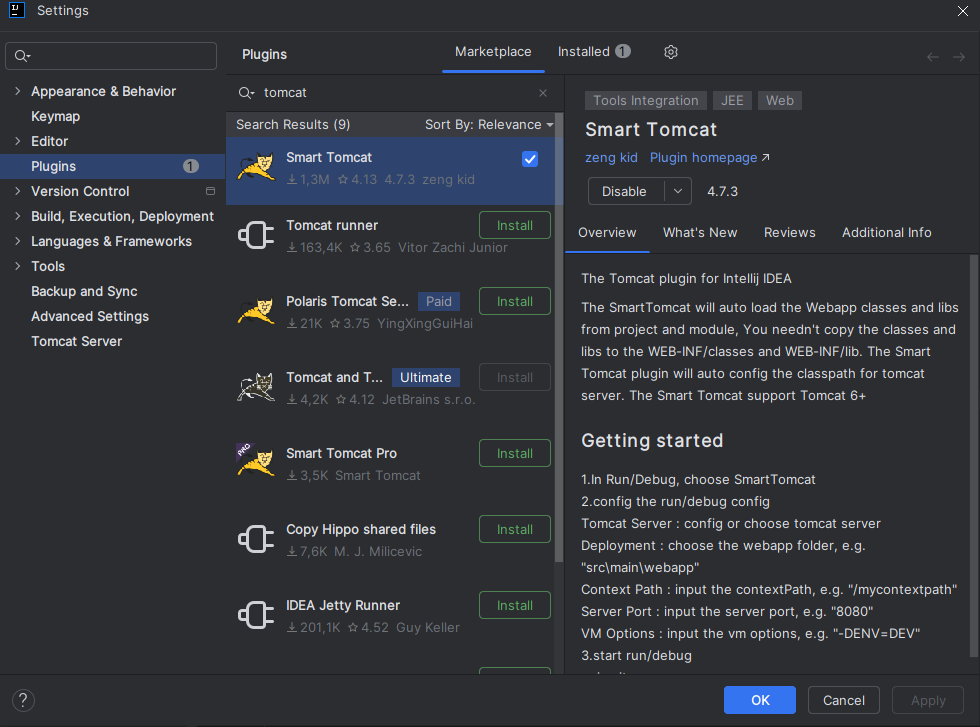 Settings
Plugins
Marketplace
Installed 1
Appearance & Behavior
Keymap
Editor
Plugins 1
Version Control
Build, Execution, Deployment
Languages & Frameworks
Tools
Backup and Sync
Advanced Settings
Tomcat Server
tomcat
Search Results (9) Sort By: Relevance
Smart Tomcat
1,3M 4.13 4.7.3 zeng kid
Tomcat runner Install
163,4K 3.65 Vitor Zachi Junior
Polaris Tomcat Se... Paid Install
21K 3.75 YingXingGuiHai
Tomcat and T... Ultimate Install
4,2K 4.12 JetBrains s.r.o.
PRO
Smart Tomcat Pro Install
3,5K Smart Tomcat
Copy Hippo shared files Install
7,6K M. J. Milicevic
IDEA Jetty Runner Install
201,1K 4.52 Guy Keller
Tools Integration JEE Web
Smart Tomcat
zeng kid Plugin homepage
Disable 4.7.3
Overview What's New Reviews Additional Info
The Tomcat plugin for Intellij IDEA
The SmartTomcat will auto load the Webapp classes and libs
from project and module, You needn't copy the classes and
libs to the WEB-INF/classes and WEB-INF/lib. The Smart
Tomcat plugin will auto config the classpath for tomcat
server. The Smart Tomcat support Tomcat 6+
Getting started
1.In Run/Debug, choose SmartTomcat
2.config the run/debug config
Tomcat Server : config or choose tomcat server
Deployment : choose the webapp folder, e.g.
"src\main\webapp"
Context Path : input the contextPath, e.g. "/mycontextpath"
Server Port : input the server port, e.g. "8080"
VM Options : input the vm options, e.g. "-DENV=DEV"
3.start run/debug
?
OK Cancel Apply